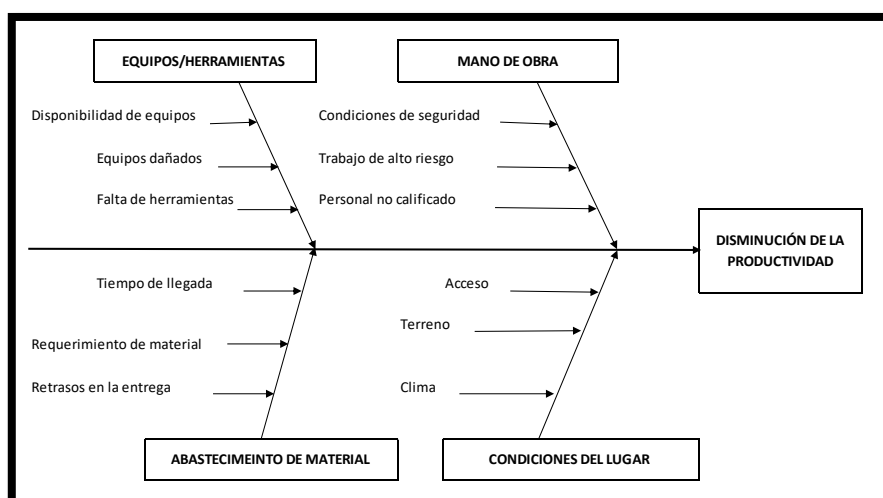 EQUIPOS/HERRAMIENTAS
MANO DE OBRA
Disponibilidad de equipos
Equipos dañados
Falta de herramientas
Condiciones de seguridad
Trabajo de alto riesgo
Personal no calificado
DISMINUCIÓN DE LA
PRODUCTIVIDAD
Tiempo de llegada
Requerimiento de material
Retrasos en la entrega
Acceso
Terreno
Clima
ABASTECIMEINTO DE MATERIAL
CONDICIONES DEL LUGAR